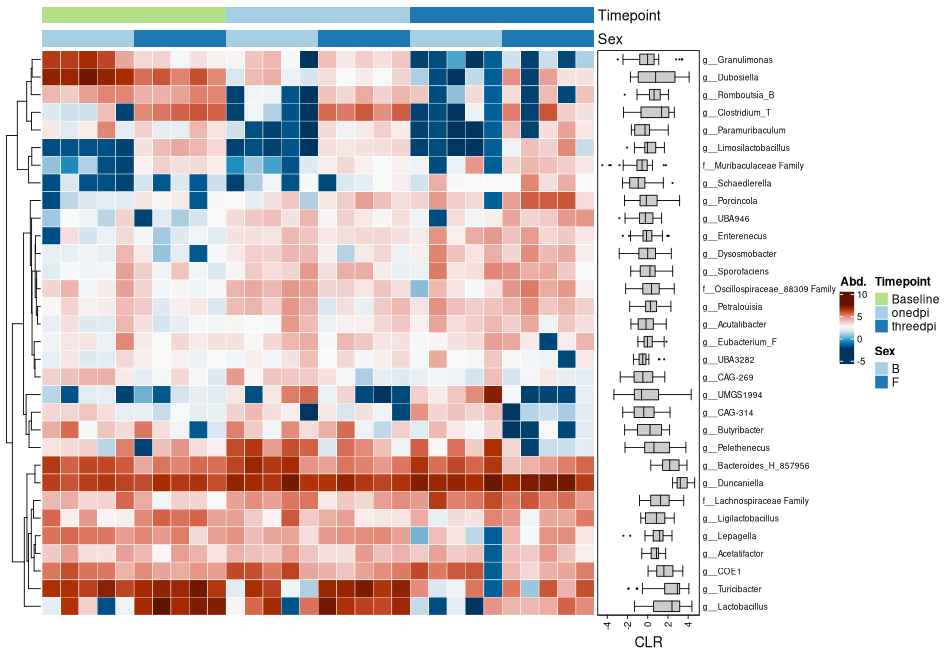 Timepoint
Sex
g__Granulimonas
g__Dubosiella
g__Romboutsia_B
g__Clostridium_T
g__Paramuribaculum
g__Limosilactobacillus
f__Muribaculaceae Family
g__Schaedlerella
g__Porcincola
g__UBA946
g__Enterenecus
g__Dysosmobacter
g__Sporofaciens
f__Oscillospiraceae_88309 Family
g__Petralouisia
g__Acutalibacter
g__Eubacterium_F
g__UBA3282
g__CAG-269
g__UMGS1994
g__CAG-314
g__Butyribacter
g__Pelethenecus
g__Bacteroides_H_857956
g__Duncaniella
f__Lachnospiraceae Family
g__Ligilactobacillus
g__Lepagella
g__Acetatifactor
g__COE1
g__Turicibacter
g__Lactobacillus
-4 -2 0 2 4
CLR
Abd.
10
5
0
-5
Timepoint
Baseline
onedpi
threedpi
Sex
B
F